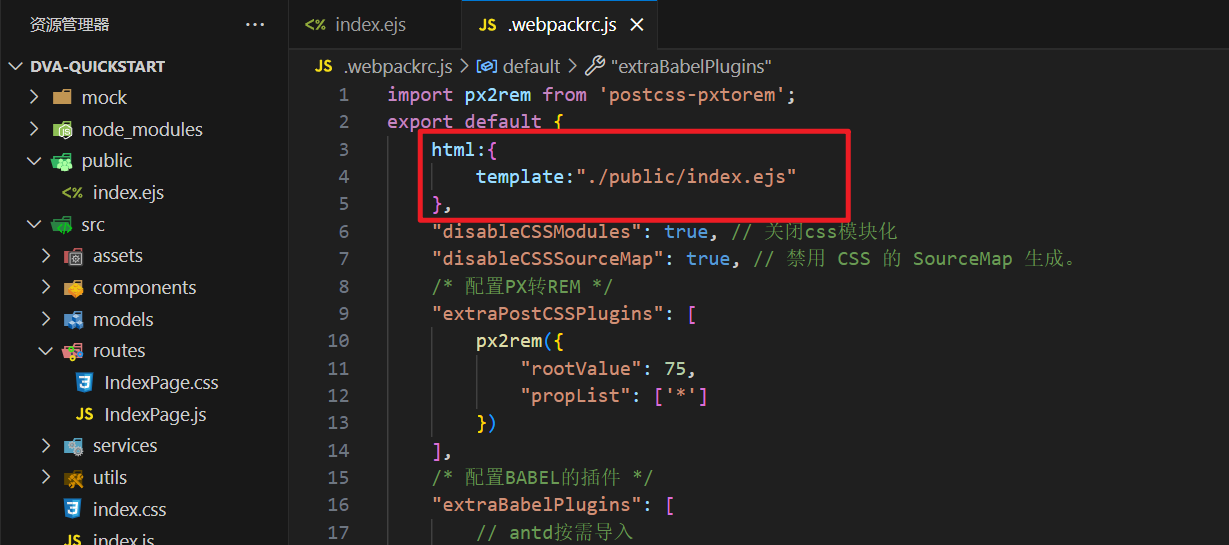 资源管理器 ···
DVA-QUICKSTART
mock
node_modules
public
<%> index.ejs
src
assets
components
models
routes
IndexPage.css
JS IndexPage.js
services
utils
index.css
JS index.js
<% index.ejs
JS .webpackrc.js ×
JS .webpackrc.js > default > "extraBabelPlugins"
1 import px2rem from 'postcss-pxtorem';
2 export default {
3 html:{
4 template:"./public/index.ejs"
5 },
6 "disableCSSModules": true, // 关闭css模块化
7 "disableCSSSourceMap": true, // 禁用 CSS 的 SourceMap 生成。
8 /* 配置PX转REM */
9 "extraPostCSSPlugins": [
10 px2rem({
11 "rootValue": 75,
12 "propList": ['*']
13 })
14 ],
15 /* 配置BABEL的插件 */
16 "extraBabelPlugins": [
17 // antd按需导入